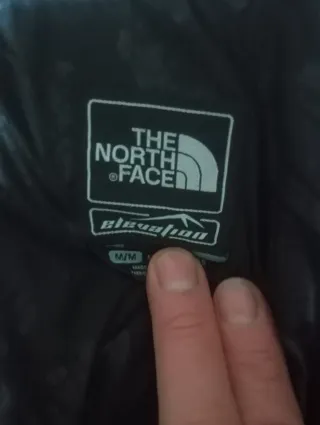 THE
NORTH
®FACE
elevation
M/M